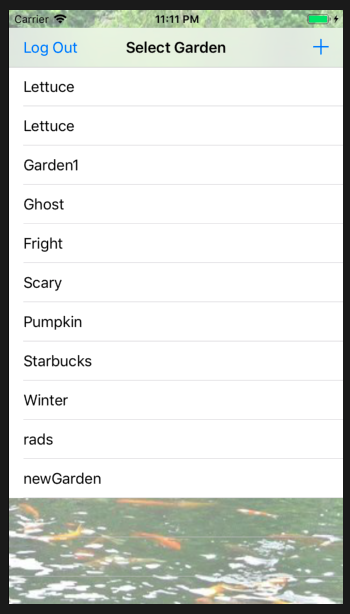 Carrier 11:11 PM
Log Out Select Garden +
Lettuce
Lettuce
Garden1
Ghost
Fright
Scary
Pumpkin
Starbucks
Winter
rads
newGarden